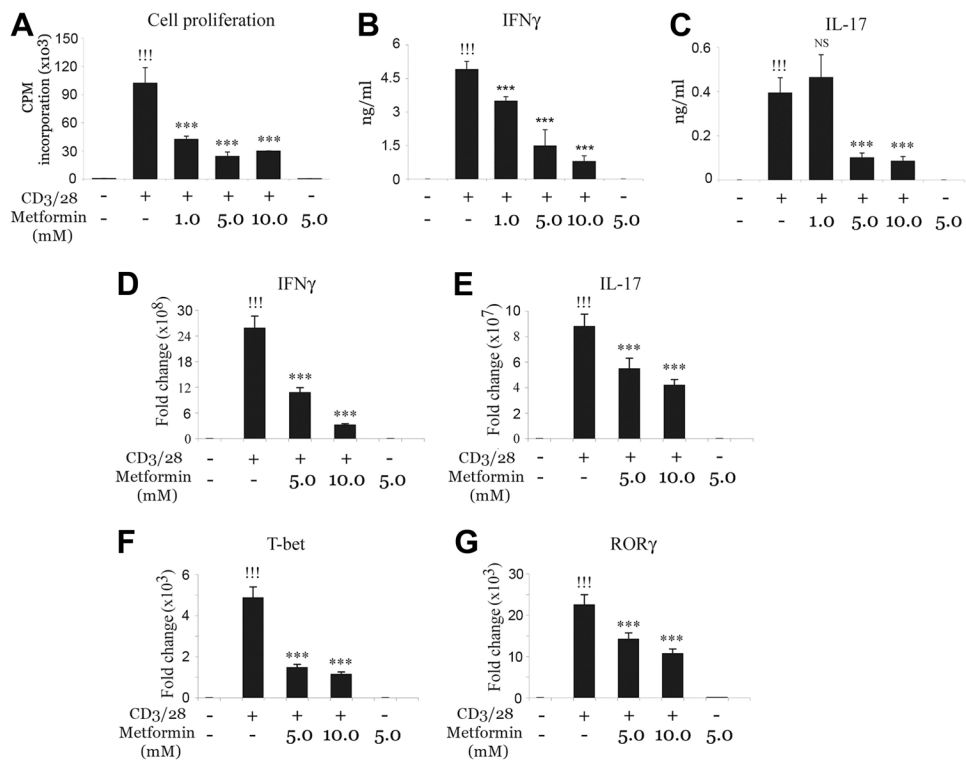 A Cell proliferation
CPM
incorporation (x103)
150
120
90
60
30
0
!!!
***
***
***
CD3/28 - + + + + -
Metformin - - 1.0 5.0 10.0 5.0
(mM)
B IFNγ
ng/ml
6
4.5
3
1.5
0
!!!
***
***
***
- + + + + -
- - 1.0 5.0 10.0 5.0
C IL-17
ng/ml
0.6
0.4
0.2
0
!!!
NS
***
***
- + + + + -
- - 1.0 5.0 10.0 5.0
D IFNγ
Fold change (x10⁸)
30
24
18
12
6
0
!!!
***
***
CD3/28 - + + + -
Metformin - - 5.0 10.0 5.0
(mM)
E IL-17
Fold change (x10⁷)
10
8
6
4
2
0
!!!
***
***
CD3/28 - + + + -
Metformin - - 5.0 10.0 5.0
(mM)
F T-bet
Fold change (x10³)
6
4
2
0
!!!
***
***
CD3/28 - + + + -
Metformin - - 5.0 10.0 5.0
(mM)
G RORγ
Fold change (x10³)
30
20
10
0
!!!
***
***
CD3/28 - + + + -
Metformin - - 5.0 10.0 5.0
(mM)